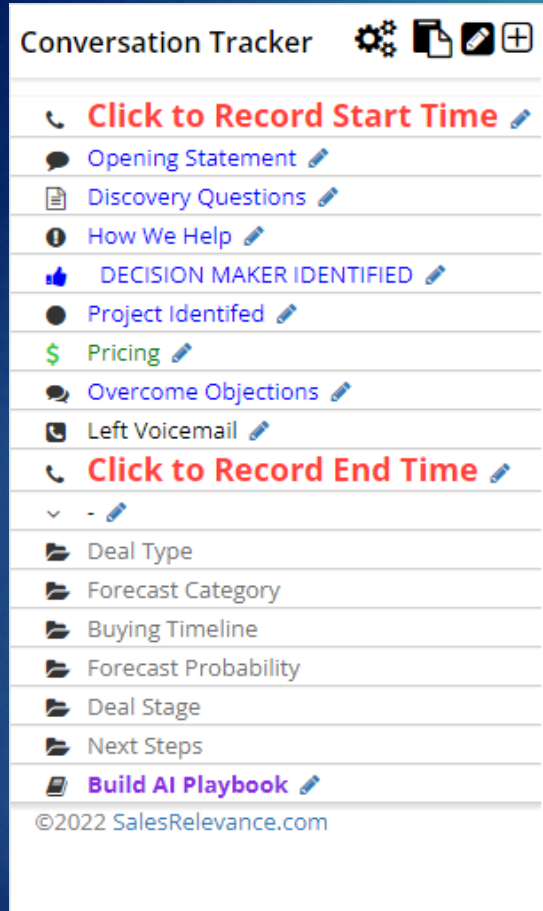 Conversation Tracker
Click to Record Start Time
Opening Statement
Discovery Questions
How We Help
DECISION MAKER IDENTIFIED
Project Identifed
$ Pricing
Overcome Objections
Left Voicemail
Click to Record End Time
-
Deal Type
Forecast Category
Buying Timeline
Forecast Probability
Deal Stage
Next Steps
Build AI Playbook
©2022 SalesRelevance.com